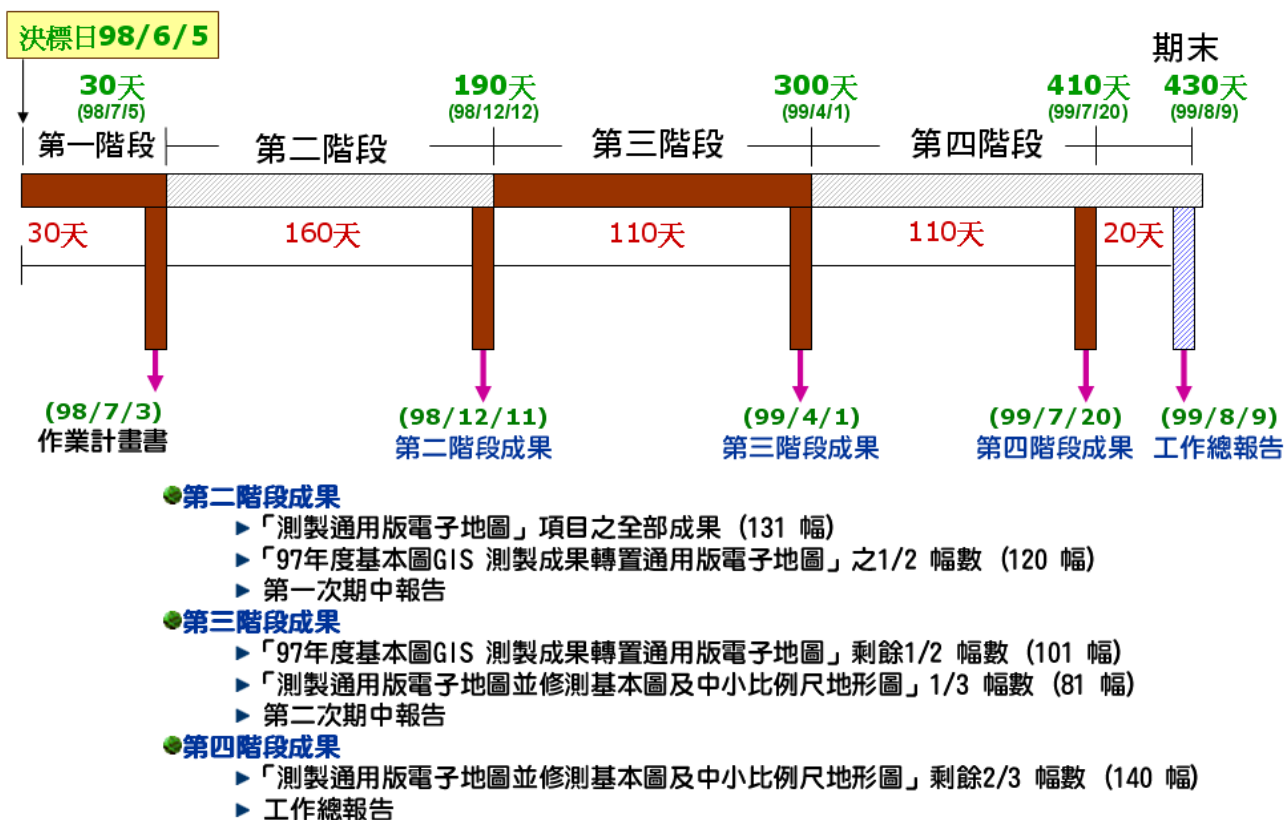 決標日98/6/5
期末
30天 190天 300天 410天 430天
(98/7/5) (98/12/12) (99/4/1) (99/7/20) (99/8/9)
第一階段 第二階段 第三階段 第四階段
30天 160天 110天 110天 20天
(98/7/3) (98/12/11) (99/4/1) (99/7/20) (99/8/9)
作業計畫書 第二階段成果 第三階段成果 第四階段成果 工作總報告
第二階段成果
「測製通用版電子地圖」項目之全部成果 (131 幅)
「97年度基本圖GIS 測製成果轉置通用版電子地圖」之1/2 幅數 (120 幅)
第一次期中報告
第三階段成果
「97年度基本圖GIS 測製成果轉置通用版電子地圖」剩餘1/2 幅數 (101 幅)
「測製通用版電子地圖並修測基本圖及中小比例尺地形圖」1/3 幅數 (81 幅)
第二次期中報告
第四階段成果
「測製通用版電子地圖並修測基本圖及中小比例尺地形圖」剩餘2/3 幅數 (140 幅)
工作總報告